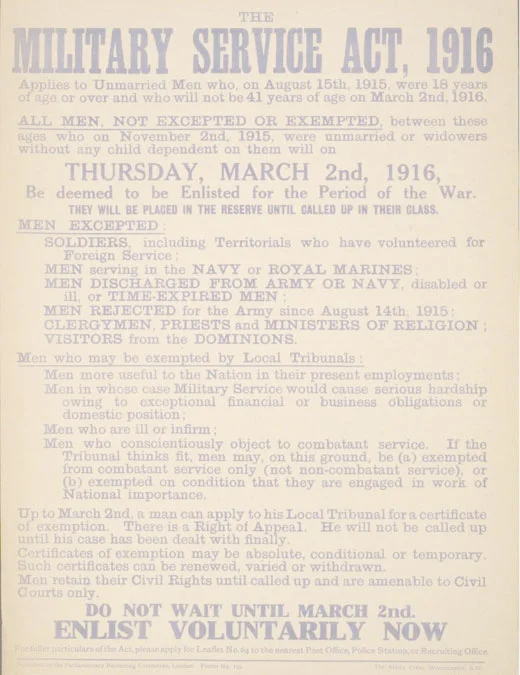 THE
MILITARY SERVICE ACT, 1916
Applies to Unmarried Men who, on August 15th, 1915, were 18 years
of age or over and who will not be 41 years of age on March 2nd, 1916.
ALL MEN, NOT EXCEPTED OR EXEMPTED, between these
ages who on November 2nd, 1915, were unmarried or widowers
without any child dependent on them will on
THURSDAY, MARCH 2nd, 1916,
Be deemed to be Enlisted for the Period of the War.
THEY WILL BE PLACED IN THE RESERVE UNTIL CALLED UP IN THEIR CLASS.
MEN EXCEPTED:
SOLDIERS, including Territorials who have volunteered for
Foreign Service;
MEN serving in the NAVY or ROYAL MARINES;
MEN DISCHARGED FROM ARMY OR NAVY, disabled or
ill, or TIME-EXPIRED MEN;
MEN REJECTED for the Army since August 14th, 1915;
CLERGYMEN, PRIESTS and MINISTERS OF RELIGION;
VISITORS from the DOMINIONS.
Men who may be exempted by Local Tribunals:
Men more useful to the Nation in their present employments;
Men in whose case Military Service would cause serious hardship
owing to exceptional financial or business obligations or
domestic position;
Men who are ill or infirm;
Men who conscientiously object to combatant service. If the
Tribunal thinks fit, men may, on this ground, be (a) exempted
from combatant service only (not non-combatant service), or
(b) exempted on condition that they are engaged in work of
National importance.
Up to March 2nd, a man can apply to his Local Tribunal for a certificate
of exemption. There is a Right of Appeal. He will not be called up
until his case has been dealt with finally.
Certificates of exemption may be absolute, conditional or temporary.
Such certificates can be renewed, varied or withdrawn.
Men retain their Civil Rights until called up and are amenable to Civil
Courts only.
DO NOT WAIT UNTIL MARCH 2nd.
ENLIST VOLUNTARILY NOW
For fuller particulars of the Act, please apply for Leaflet No. 64 to the nearest Post Office, Police Station, or Recruiting Office
Published by the Parliamentary Recruiting Committee, London. Poster No.